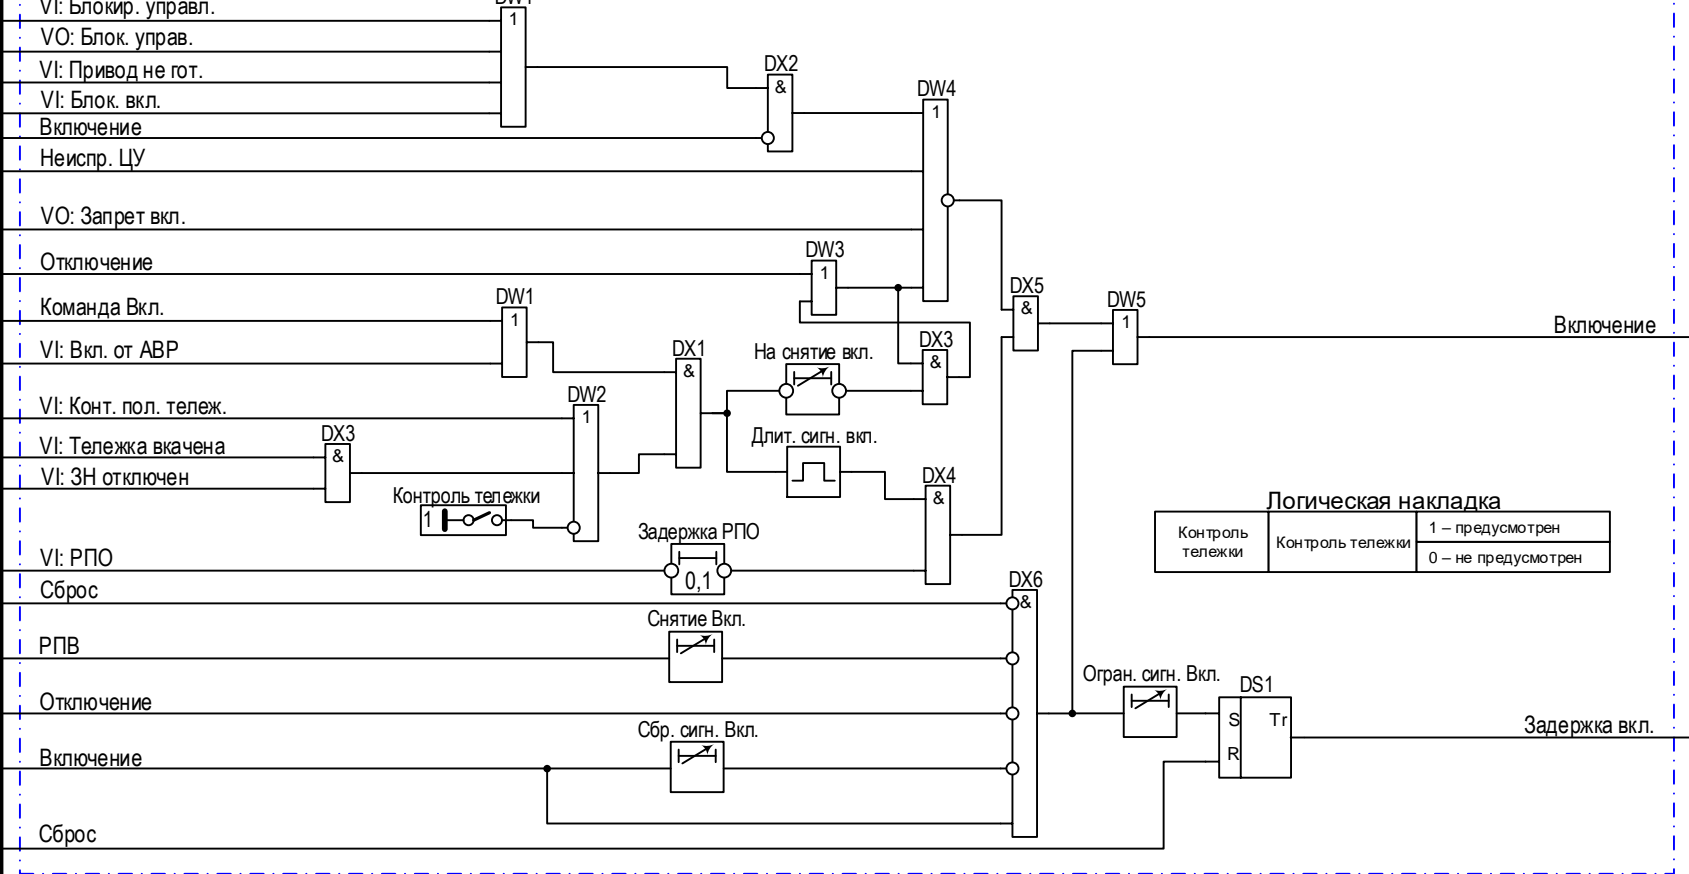 VI: Блокир. управл.
DW1
1
VO: Блок. управ.
VI: Привод не гот.
DX2
&
VI: Блок. вкл.
DW4
1
Включение
Неиспр. ЦУ
VO: Запрет вкл.
Отключение
DW3
1
Команда Вкл.
DW1
1
DX5
&
DW5
1
Включение
VI: Вкл. от АВР
DX1
&
На снятие вкл.
DX3
&
VI: Конт. пол. тележ.
DW2
1
VI: Тележка вкачена
DX3
&
Длит. сигн. вкл.
VI: ЗН отключен
DX4
&
Контроль тележки
1
Логическая накладка
Контроль тележки
Контроль тележки
1 – предусмотрен
0 – не предусмотрен
Задержка РПО
0,1
VI: РПО
Сброс
DX6
&
Снятие Вкл.
РПВ
Огран. сигн. Вкл.
DS1
S
Tr
R
Отключение
Сбр. сигн. Вкл.
Задержка вкл.
Включение
Сброс